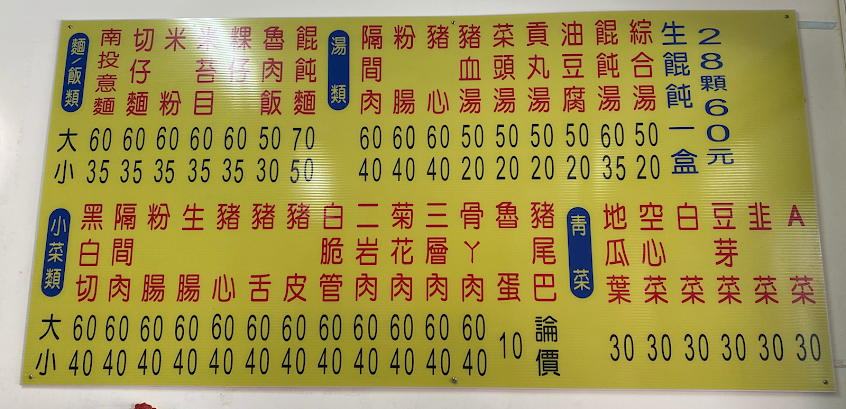 麵/飯類
南投意麵 切仔麵 米粉 米苔目 粿仔 魯肉飯 餛飩麵
大 60 60 60 60 60 50 70
小 35 35 35 35 35 30 50
湯類
隔間肉 粉腸 豬心 豬血湯 菜頭湯 貢丸湯 油豆腐 餛飩湯 綜合湯
60 60 60 50 50 50 50 60 50
40 40 40 20 20 20 20 35 20
生餛飩一盒
28顆60元
小菜類
黑白切 隔間肉 粉腸 生腸 豬心 豬舌 豬皮 白脆管 二岩肉 菊花肉 三層肉 骨丫肉 魯蛋 豬尾巴
大 60 60 60 60 60 60 60 60 60 60 60 60 10 論價
小 40 40 40 40 40 40 40 40 40 40 40 40
青菜
地瓜葉 空心菜 白菜 豆芽菜 韭菜 A菜
30 30 30 30 30 30